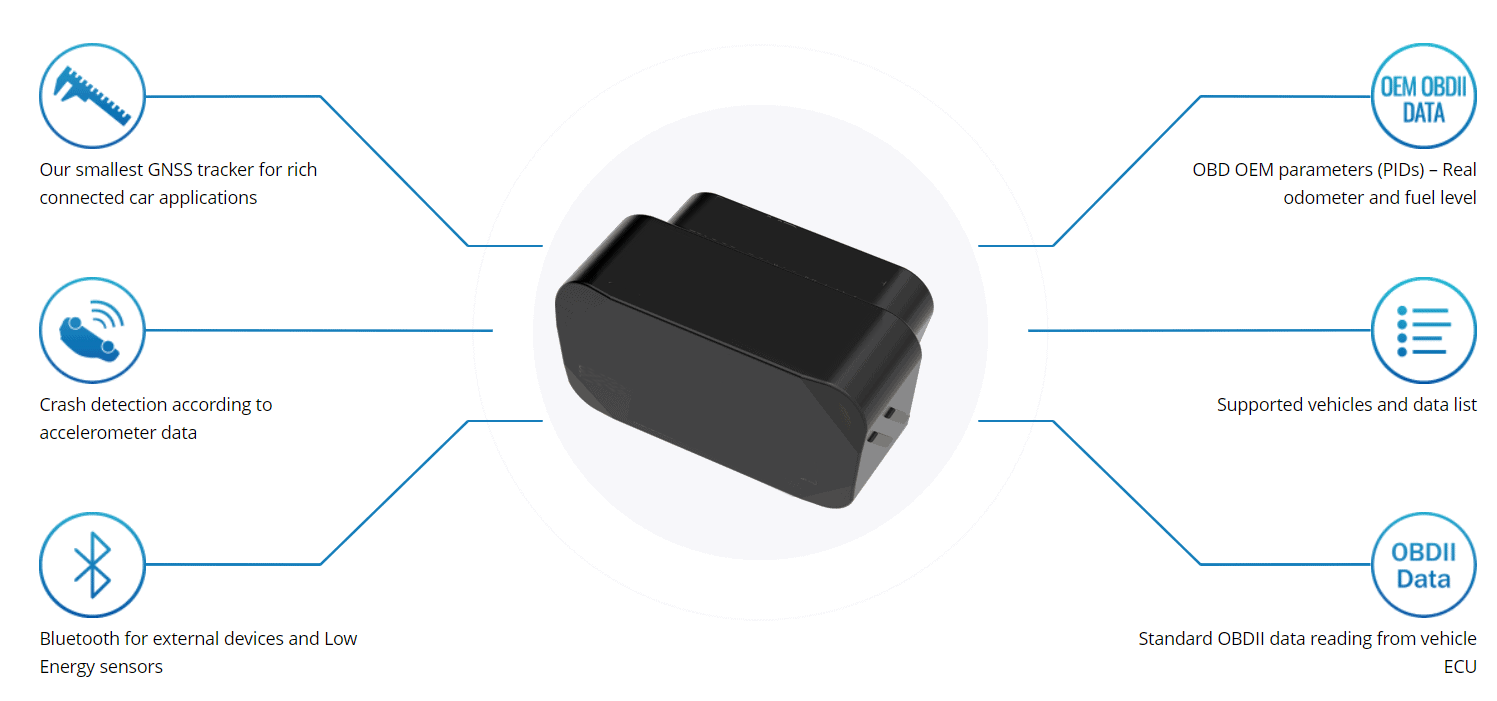 Our smallest GNSS tracker for rich
connected car applications
Crash detection according to
accelerometer data
Bluetooth for external devices and Low
Energy sensors
OEM OBDII
DATA
OBD OEM parameters (PIDs) – Real
odometer and fuel level
Supported vehicles and data list
OBDII
Data
Standard OBDII data reading from vehicle
ECU